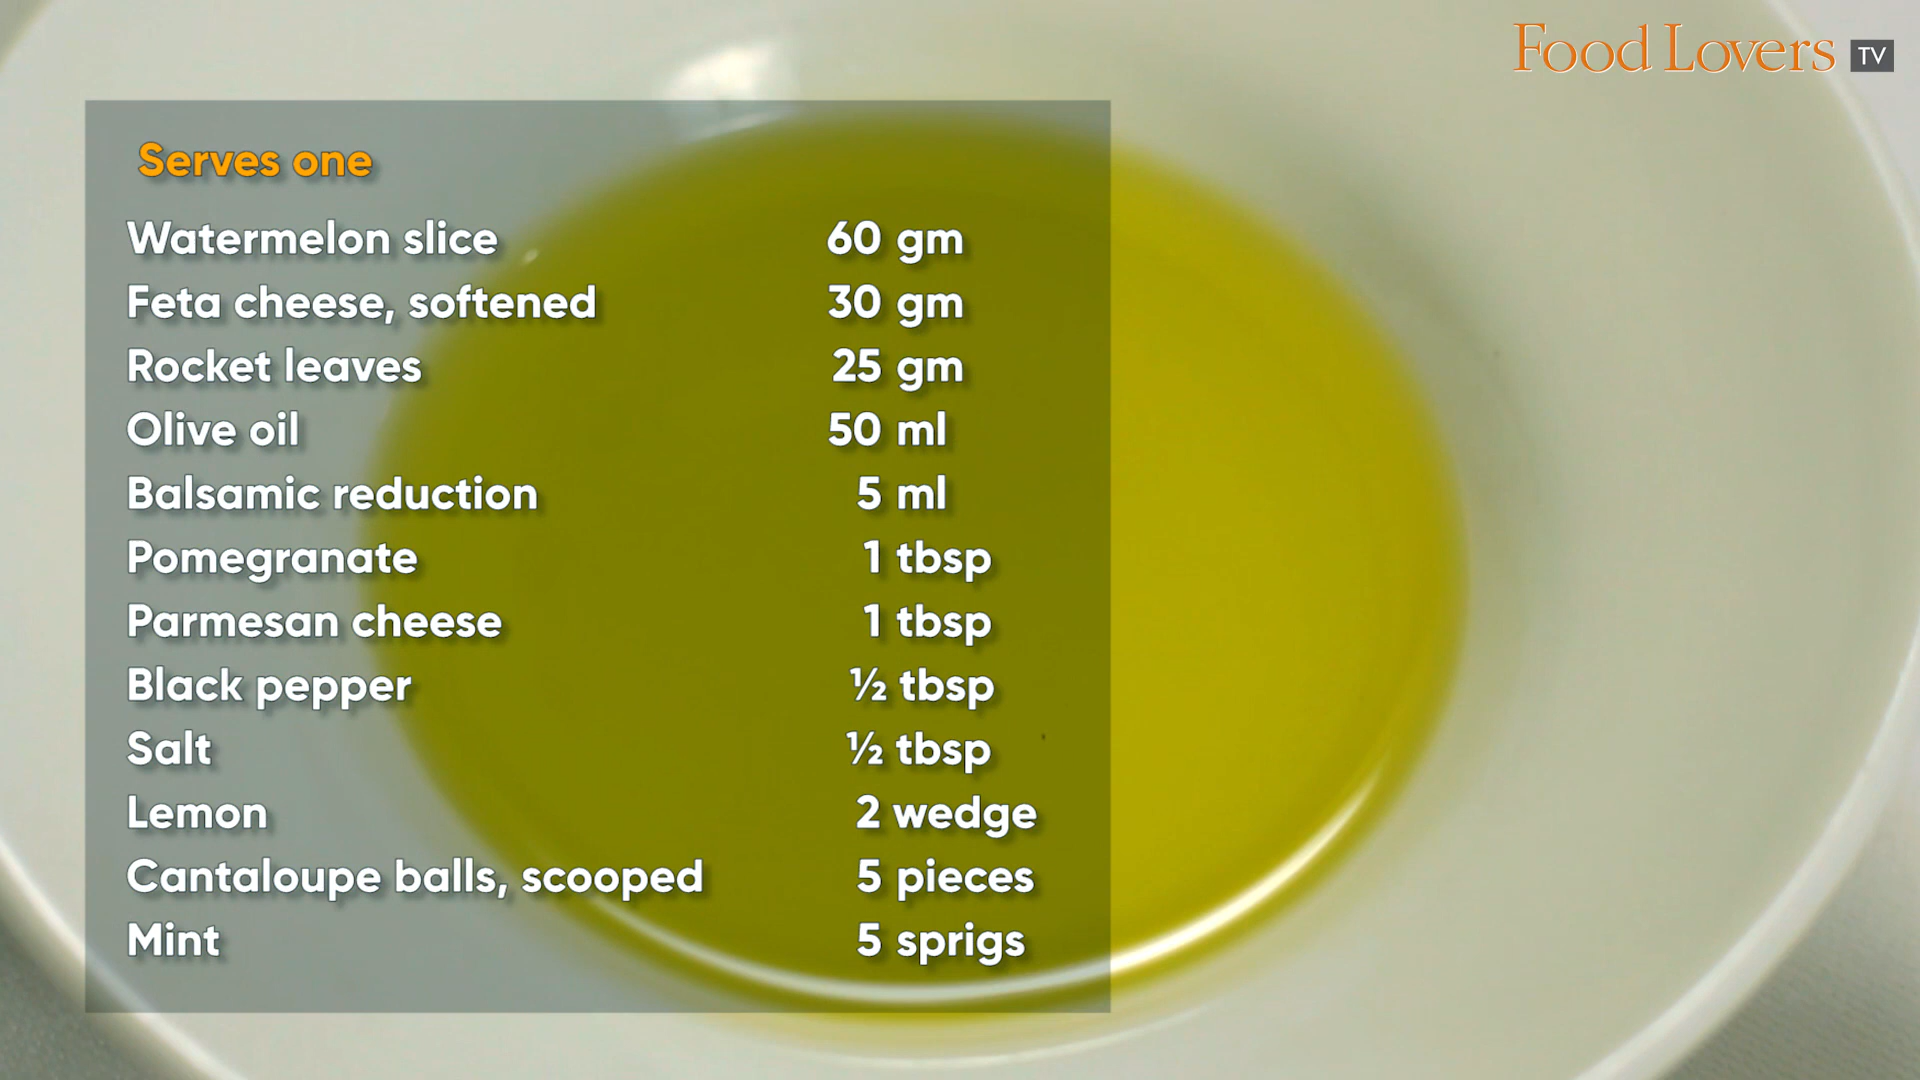 Food Lovers TV
Serves one
Watermelon slice 60 gm
Feta cheese, softened 30 gm
Rocket leaves 25 gm
Olive oil 50 ml
Balsamic reduction 5 ml
Pomegranate 1 tbsp
Parmesan cheese 1 tbsp
Black pepper ½ tbsp
Salt ½ tbsp
Lemon 2 wedge
Cantaloupe balls, scooped 5 pieces
Mint 5 sprigs